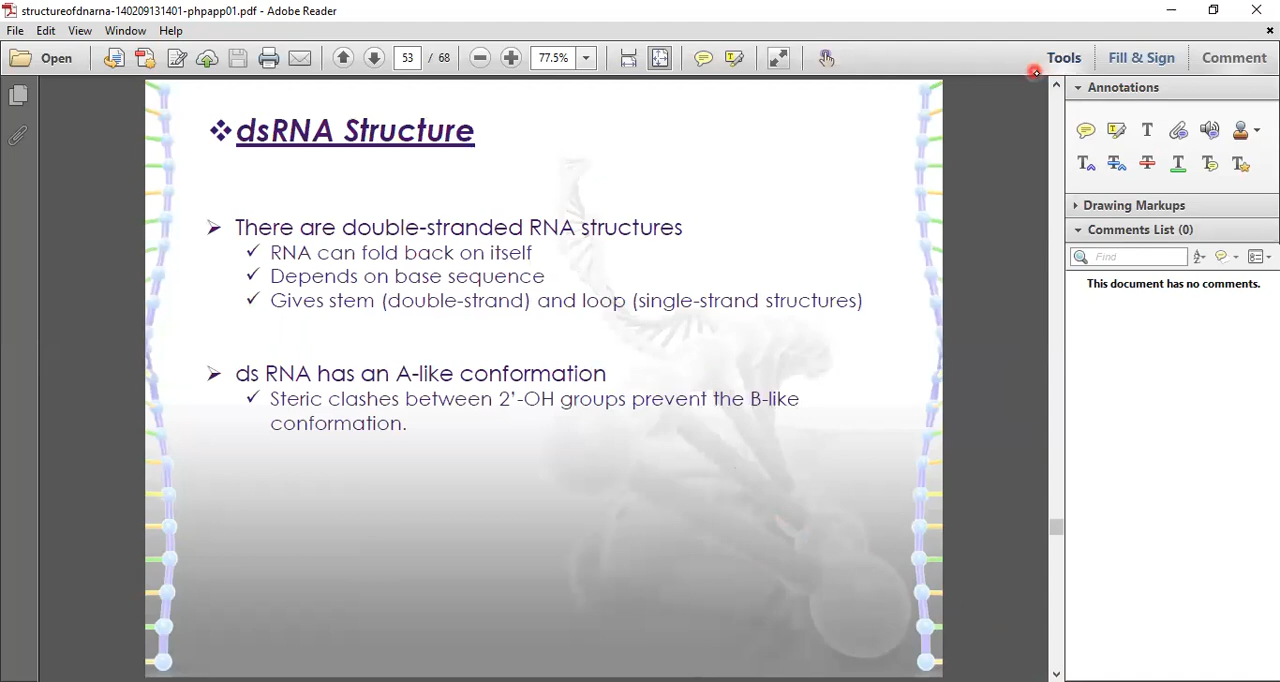 structureofdnarna-140209131401-phpapp01.pdf - Adobe Reader
File Edit View Window Help
Open 53 / 68 77.5% Tools Fill & Sign Comment
Annotations
Drawing Markups
Comments List (0)
Find
This document has no comments.
dsRNA Structure
There are double-stranded RNA structures
RNA can fold back on itself
Depends on base sequence
Gives stem (double-strand) and loop (single-strand structures)
ds RNA has an A-like conformation
Steric clashes between 2’-OH groups prevent the B-like
conformation.